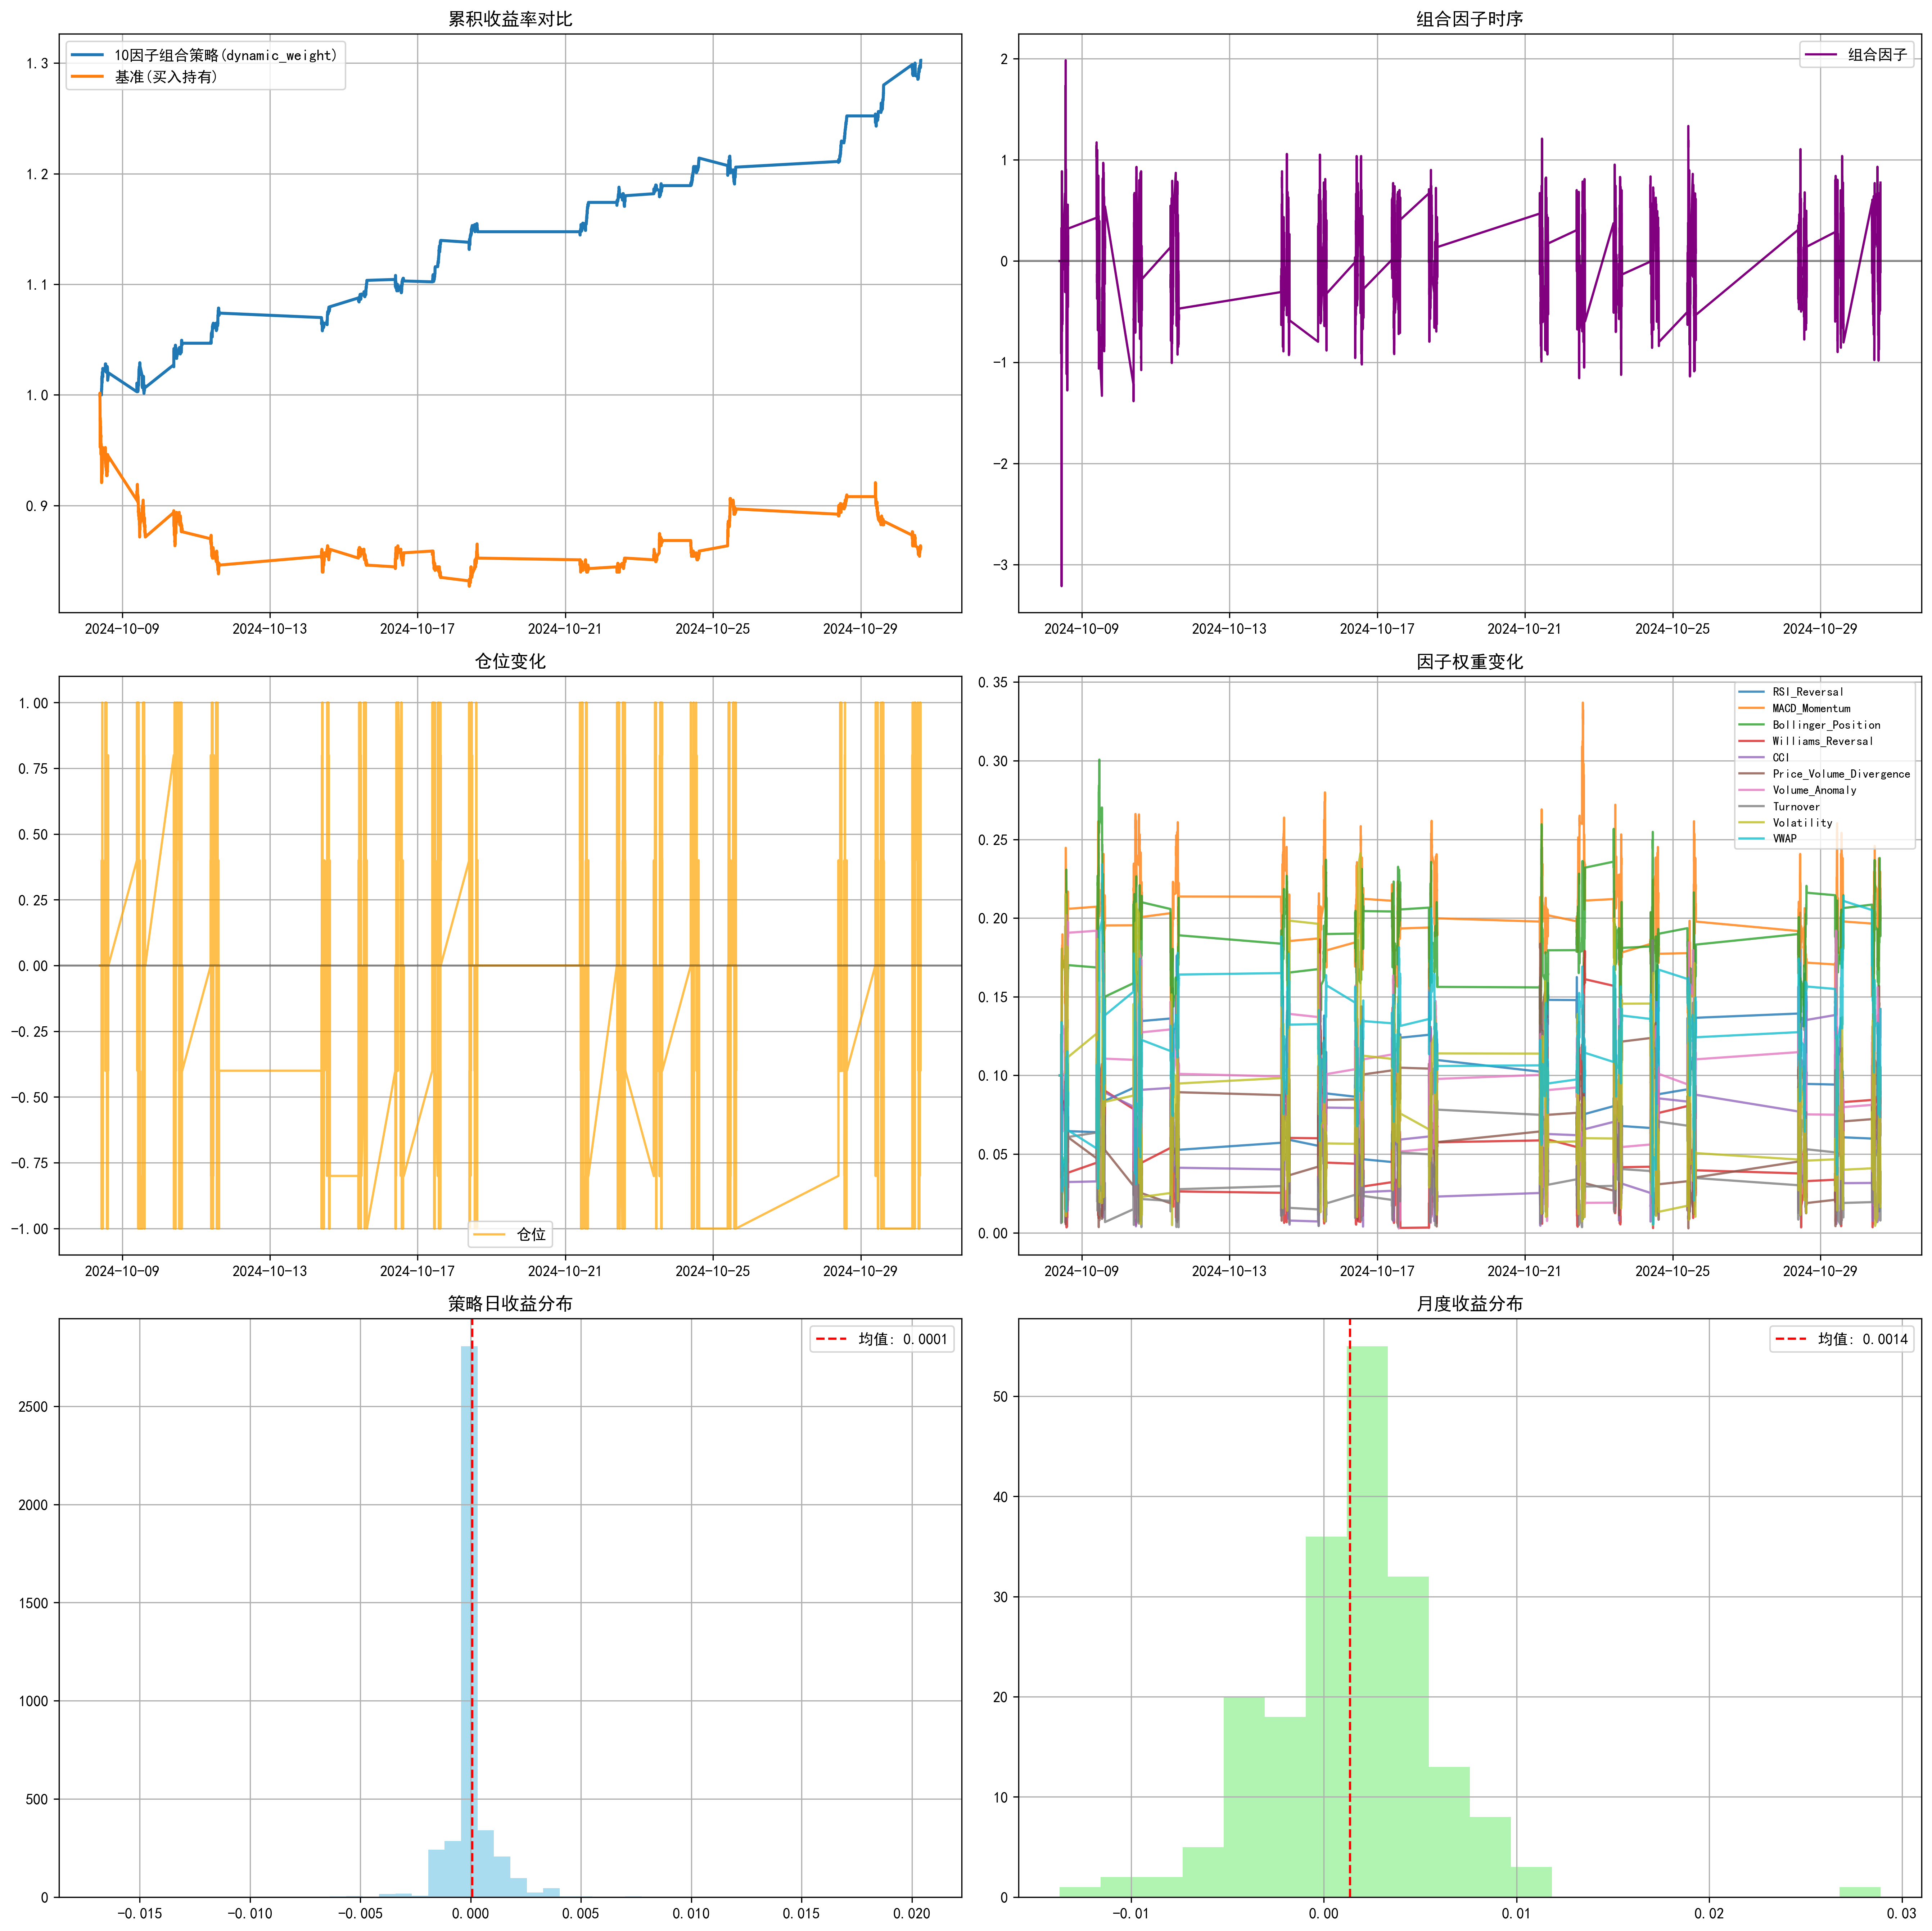 累积收益率对比
10因子组合策略(dynamic_weight)
基准(买入持有)
1.3
1.2
1.1
1.0
0.9
2024-10-09 2024-10-13 2024-10-17 2024-10-21 2024-10-25 2024-10-29
组合因子时序
组合因子
2
1
0
−1
−2
−3
2024-10-09 2024-10-13 2024-10-17 2024-10-21 2024-10-25 2024-10-29
仓位变化
1.00
0.75
0.50
0.25
0.00
−0.25
−0.50
−0.75
−1.00
仓位
2024-10-09 2024-10-13 2024-10-17 2024-10-21 2024-10-25 2024-10-29
因子权重变化
RSI_Reversal
MACD_Momentum
Bollinger_Position
Williams_Reversal
CCI
Price_Volume_Divergence
Volume_Anomaly
Turnover
Volatility
VWAP
0.35
0.30
0.25
0.20
0.15
0.10
0.05
0.00
2024-10-09 2024-10-13 2024-10-17 2024-10-21 2024-10-25 2024-10-29
策略日收益分布
均值: 0.0001
2500
2000
1500
1000
500
0
−0.015 −0.010 −0.005 0.000 0.005 0.010 0.015 0.020
月度收益分布
均值: 0.0014
50
40
30
20
10
0
−0.01 0.00 0.01 0.02 0.03